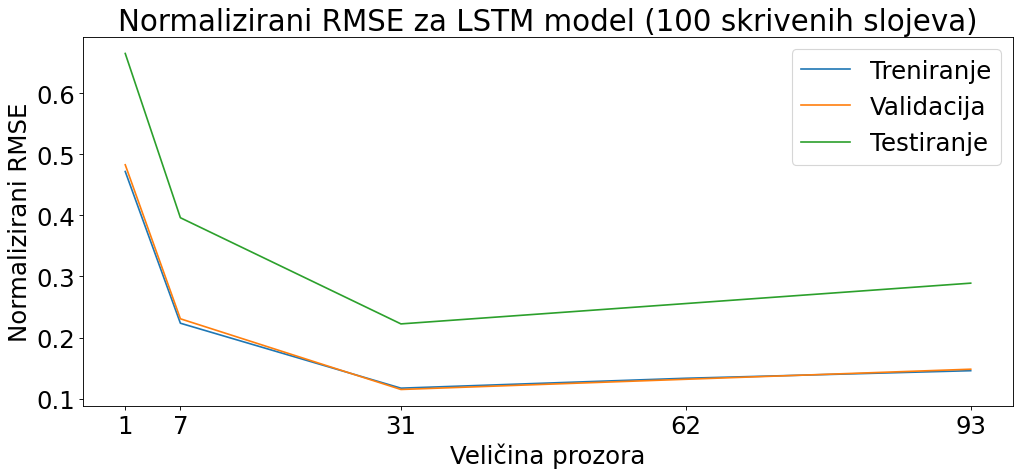 Normalizirani RMSE za LSTM model (100 skrivenih slojeva)
Treniranje
Validacija
Testiranje
Normalizirani RMSE
0.6
0.5
0.4
0.3
0.2
0.1
1 7 31 62 93
Veličina prozora